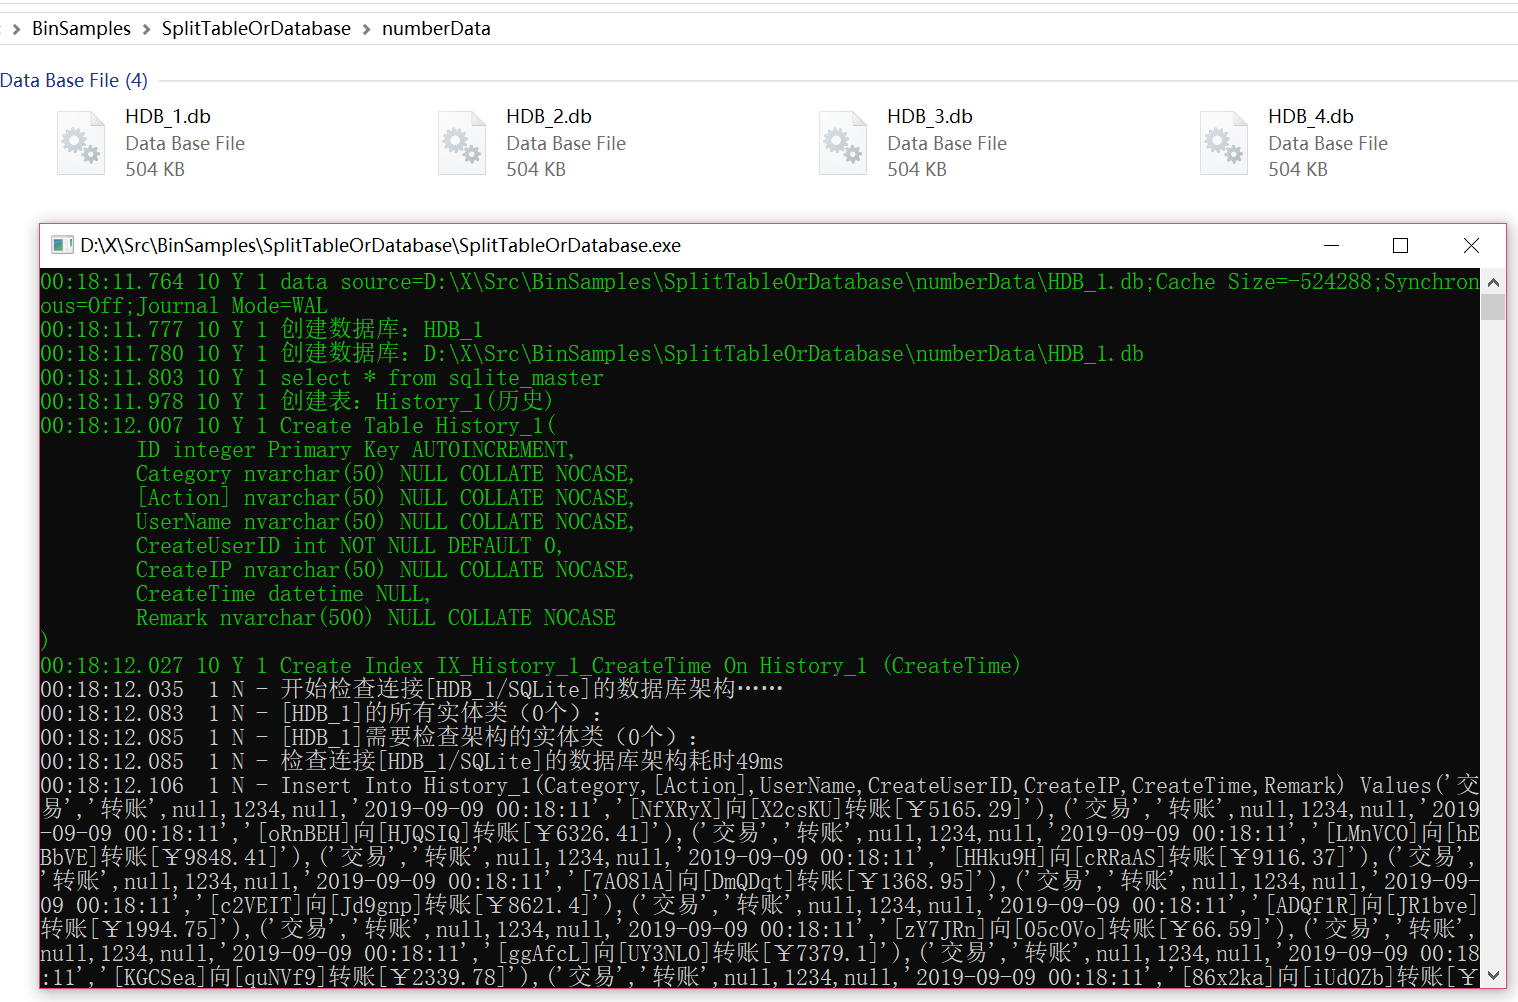 BinSamples > SplitTableOrDatabase > numberData
Data Base File (4)
HDB_1.db
Data Base File
504 KB
HDB_2.db
Data Base File
504 KB
HDB_3.db
Data Base File
504 KB
HDB_4.db
Data Base File
504 KB
D:\X\Src\BinSamples\SplitTableOrDatabase\SplitTableOrDatabase.exe
00:18:11.764 10 Y 1 data source=D:\X\Src\BinSamples\SplitTableOrDatabase\numberData\HDB_1.db;Cache Size=-524288;Synchron
ous=Off;Journal Mode=WAL
00:18:11.777 10 Y 1 创建数据库：HDB_1
00:18:11.780 10 Y 1 创建数据库：D:\X\Src\BinSamples\SplitTableOrDatabase\numberData\HDB_1.db
00:18:11.803 10 Y 1 select * from sqlite_master
00:18:11.978 10 Y 1 创建表：History_1(历史)
00:18:12.007 10 Y 1 Create Table History_1(
ID integer Primary Key AUTOINCREMENT,
Category nvarchar(50) NULL COLLATE NOCASE,
[Action] nvarchar(50) NULL COLLATE NOCASE,
UserName nvarchar(50) NULL COLLATE NOCASE,
CreateUserID int NOT NULL DEFAULT 0,
CreateIP nvarchar(50) NULL COLLATE NOCASE,
CreateTime datetime NULL,
Remark nvarchar(500) NULL COLLATE NOCASE
)
00:18:12.027 10 Y 1 Create Index IX_History_1_CreateTime On History_1 (CreateTime)
00:18:12.035  1 N - 开始检查连接[HDB_1/SQLite]的数据库架构……
00:18:12.083  1 N - [HDB_1]的所有实体类（0个）：
00:18:12.085  1 N - [HDB_1]需要检查架构的实体类（0个）：
00:18:12.085  1 N - 检查连接[HDB_1/SQLite]的数据库架构耗时49ms
00:18:12.106  1 N - Insert Into History_1(Category,[Action],UserName,CreateUserID,CreateIP,CreateTime,Remark) Values('交
易','转账',null,1234,null,'2019-09-09 00:18:11','[NfXRyX]向[X2csKU]转账[￥5165.29]'),('交易','转账',null,1234,null,'2019
-09-09 00:18:11','[oRnBEH]向[HJQSIQ]转账[￥6326.41]'),('交易','转账',null,1234,null,'2019-09-09 00:18:11','[LMnVCO]向[hE
BbVE]转账[￥9848.41]'),('交易','转账',null,1234,null,'2019-09-09 00:18:11','[HHku9H]向[cRRaAS]转账[￥9116.37]'),('交易',
'转账',null,1234,null,'2019-09-09 00:18:11','[7AO8lA]向[DmQDqt]转账[￥1368.95]'),('交易','转账',null,1234,null,'2019-09-
09 00:18:11','[c2VEIT]向[Jd9gnp]转账[￥8621.4]'),('交易','转账',null,1234,null,'2019-09-09 00:18:11','[ADQf1R]向[JR1bve]
转账[￥1994.75]'),('交易','转账',null,1234,null,'2019-09-09 00:18:11','[zY7JRn]向[05cOVo]转账[￥66.59]'),('交易','转账',
null,1234,null,'2019-09-09 00:18:11','[ggAfcL]向[UY3NLO]转账[￥7379.1]'),('交易','转账',null,1234,null,'2019-09-09 00:18
:11','[KGCSea]向[quNVf9]转账[￥2339.78]'),('交易','转账',null,1234,null,'2019-09-09 00:18:11','[86x2ka]向[iUdOZb]转账[￥